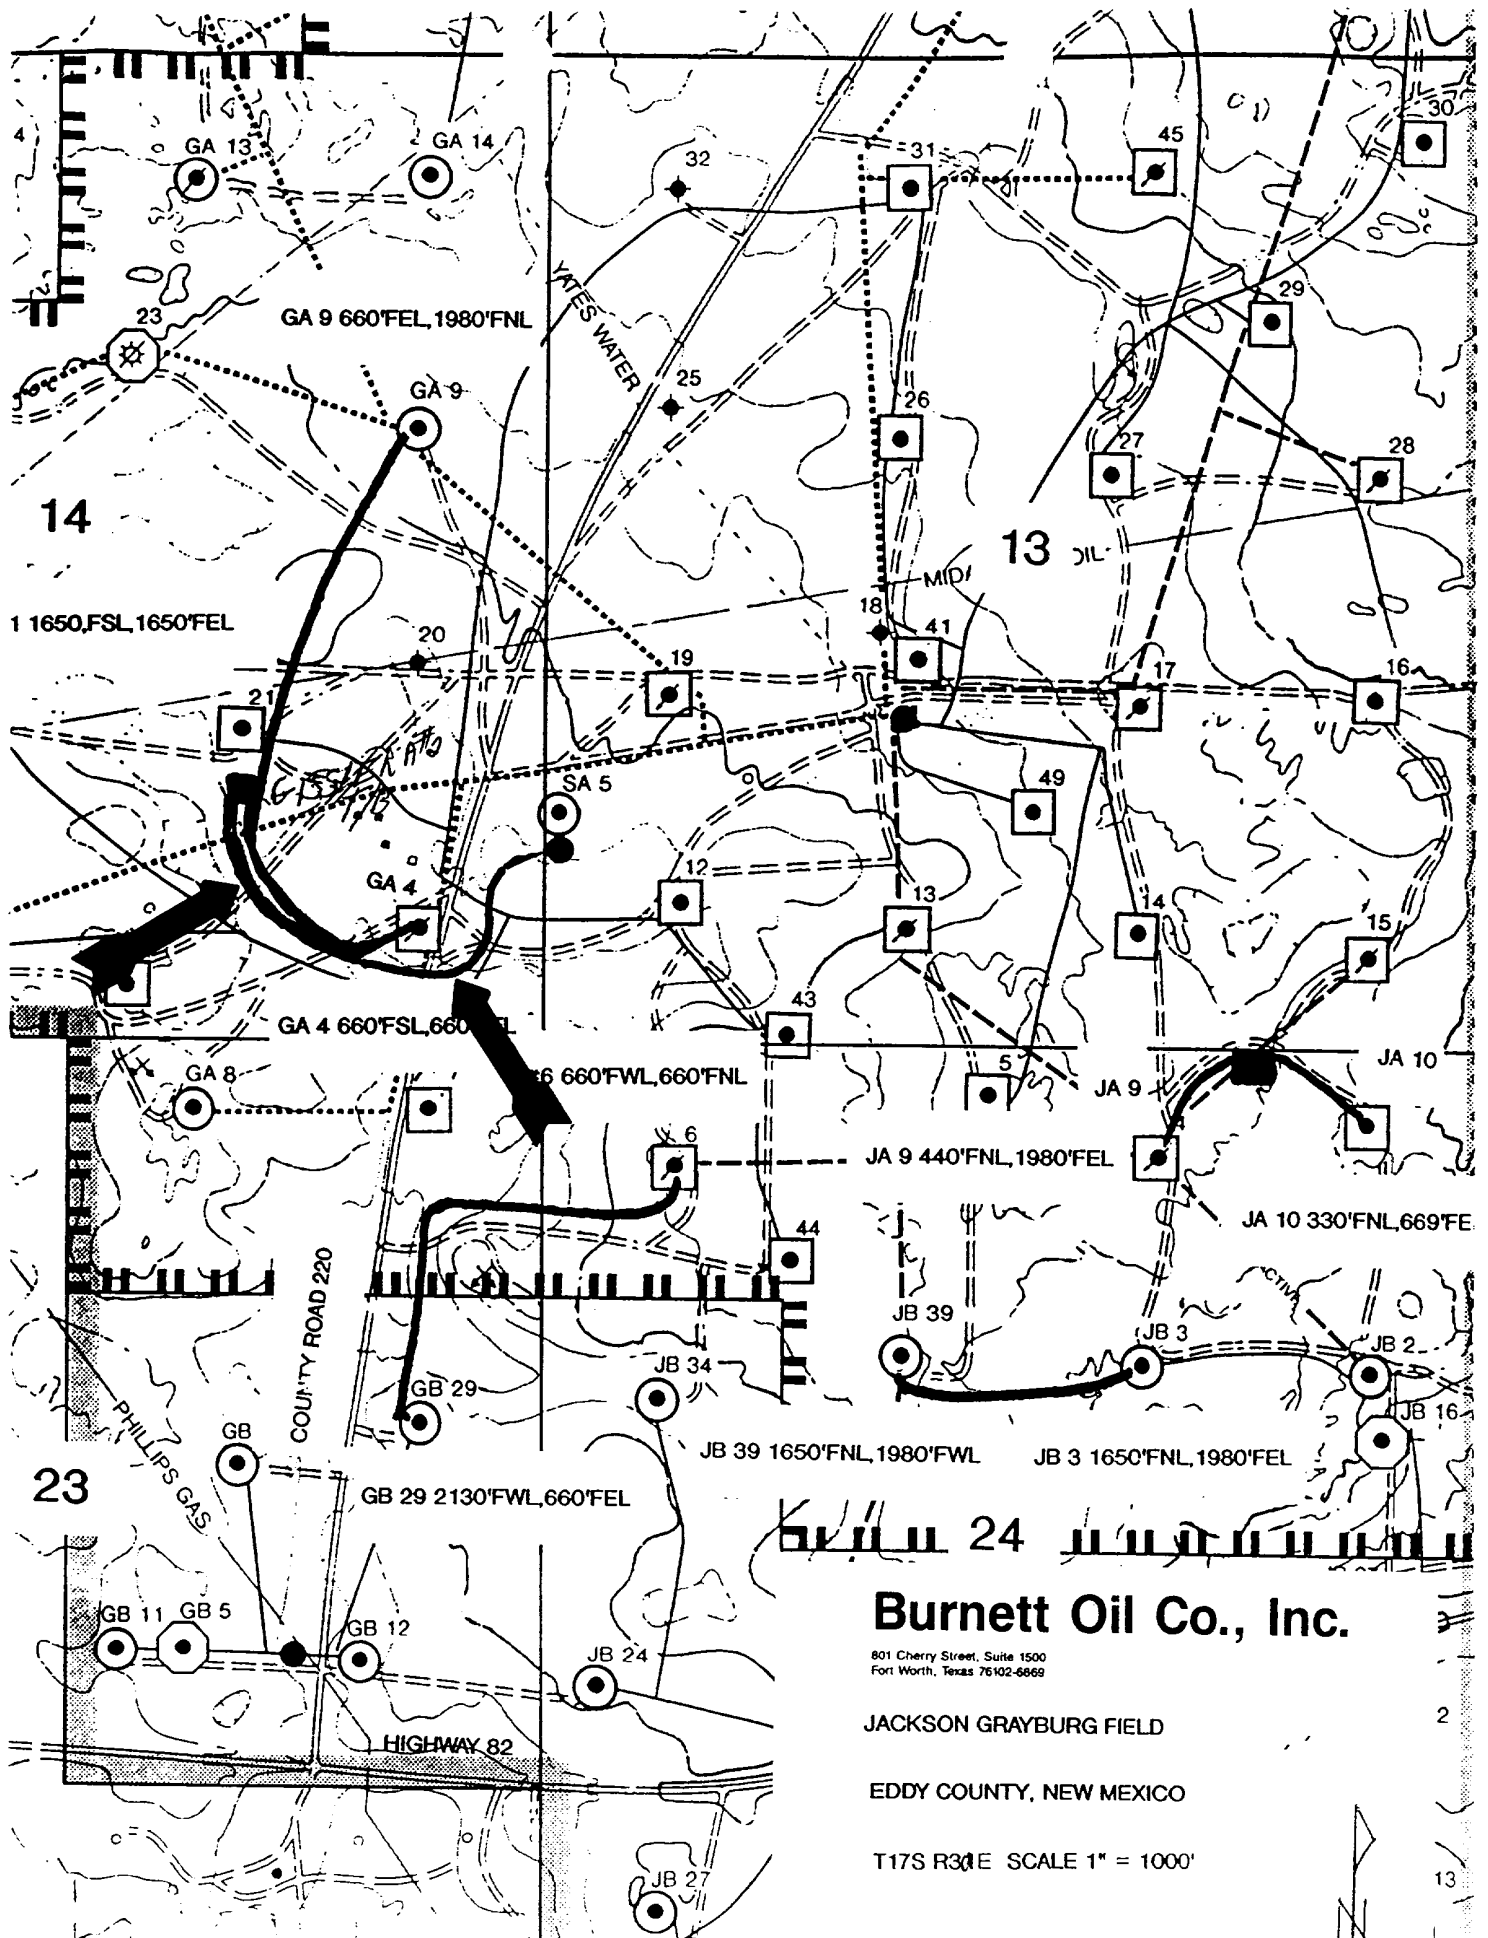 4
GA 13
GA 14
32
31
45
30
23
GA 9 660'FEL,1980'FNL
YATES WATER
29
GA 9
25
26
27
28
14
13
OIL
MID
1 1650,FSL,1650'FEL
20
18
41
19
17
16
21
GISSLER A #2
SA 5
49
GA 4
12
13
14
15
43
GA 4 660'FSL,660
6 660'FWL,660'FNL
GA 8
5
JA 9
JA 10
6
4
JA 9 440'FNL,1980'FEL
JA 10 330'FNL,669'FE
44
COUNTY ROAD 220
JB 39
JB 3
JB 2
JB 34
GB 29
JB 16
PHILLIPS GAS
GB
JB 39 1650'FNL,1980'FWL
JB 3 1650'FNL,1980'FEL
23
GB 29 2130'FWL,660'FEL
24
Burnett Oil Co., Inc.
801 Cherry Street, Suite 1500
Fort Worth, Texas 76102-6869
GB 11
GB 5
GB 12
JB 24
JACKSON GRAYBURG FIELD
2
HIGHWAY 82
EDDY COUNTY, NEW MEXICO
T17S R30E SCALE 1" = 1000'
JB 27
13
N